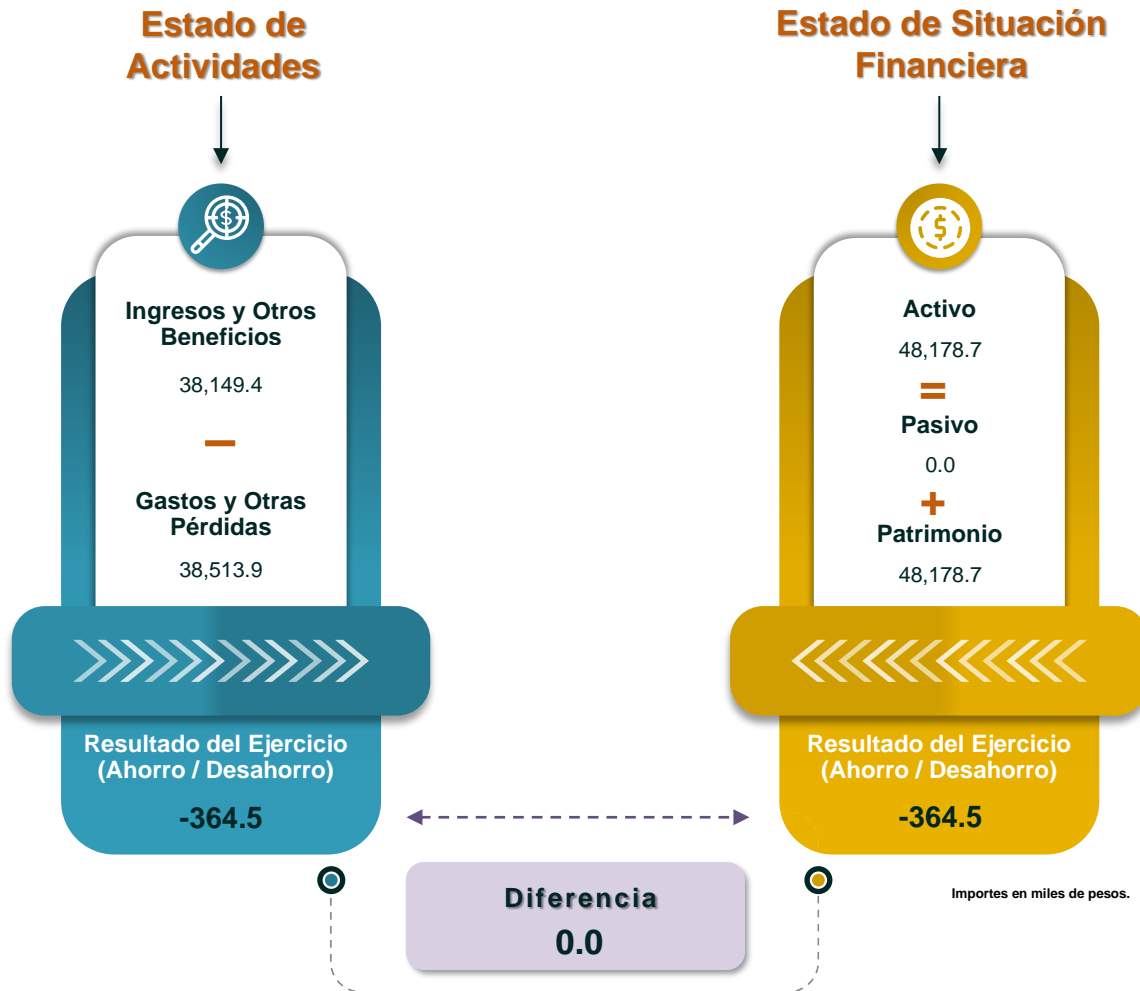 Estado de
Actividades
Ingresos y Otros
Beneficios
38,149.4
–
Gastos y Otras
Pérdidas
38,513.9
Resultado del Ejercicio
(Ahorro / Desahorro)
-364.5
Estado de Situación
Financiera
$
Activo
48,178.7
=
Pasivo
0.0
+
Patrimonio
48,178.7
Resultado del Ejercicio
(Ahorro / Desahorro)
-364.5
Diferencia
0.0
Importes en miles de pesos.